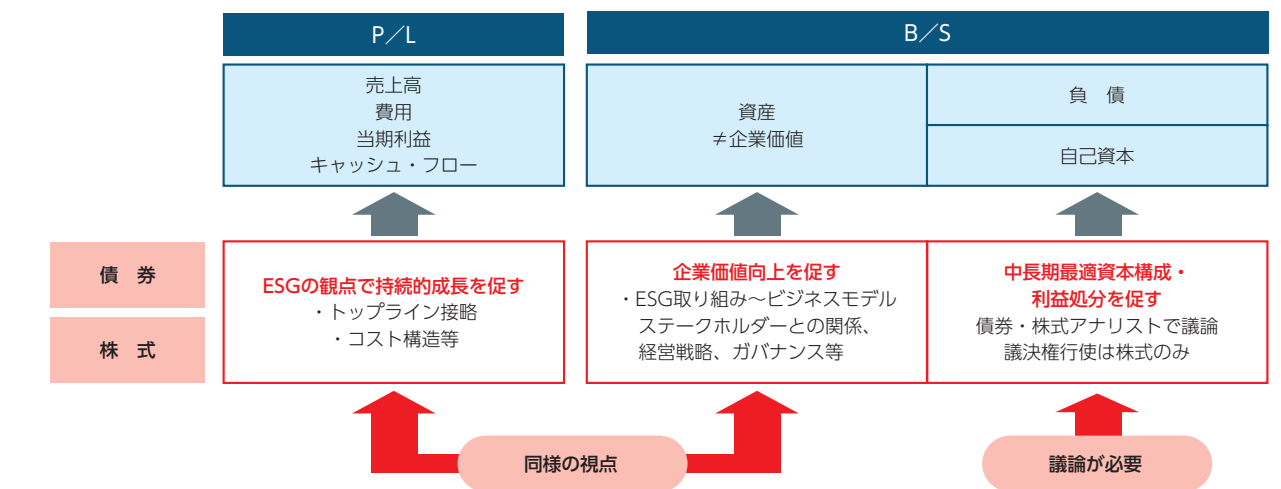 P／L
B／S
売上高
費用
当期利益
キャッシュ・フロー
資産
≠企業価値
負　債
自己資本
債　券
株　式
ESGの観点で持続的成長を促す
・トップライン接略
・コスト構造等
企業価値向上を促す
・ESG取り組み～ビジネスモデル
ステークホルダーとの関係、
経営戦略、ガバナンス等
中長期最適資本構成・
利益処分を促す
債券・株式アナリストで議論
議決権行使は株式のみ
同様の視点
議論が必要